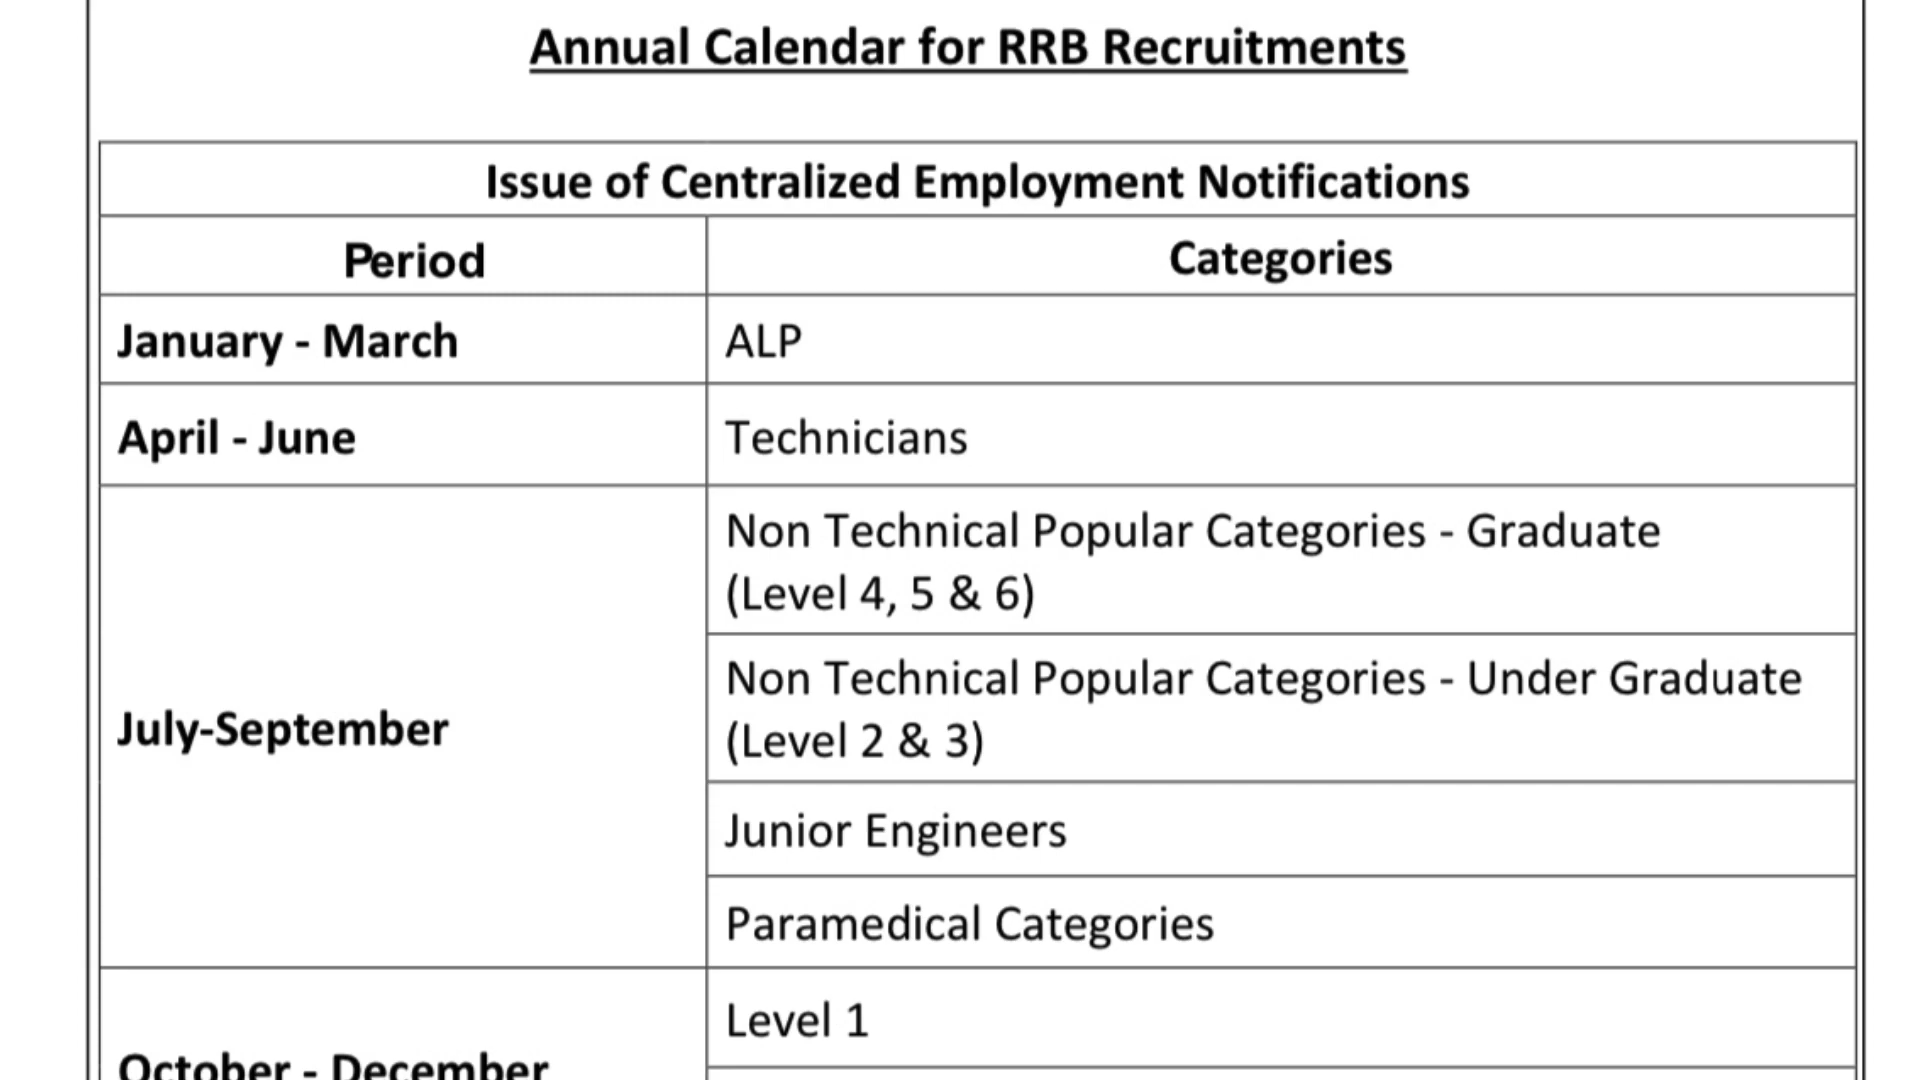 Annual Calendar for RRB Recruitments
Issue of Centralized Employment Notifications
Period
Categories
January - March
ALP
April - June
Technicians
July-September
Non Technical Popular Categories - Graduate
(Level 4, 5 & 6)
Non Technical Popular Categories - Under Graduate
(Level 2 & 3)
Junior Engineers
Paramedical Categories
October - December
Level 1